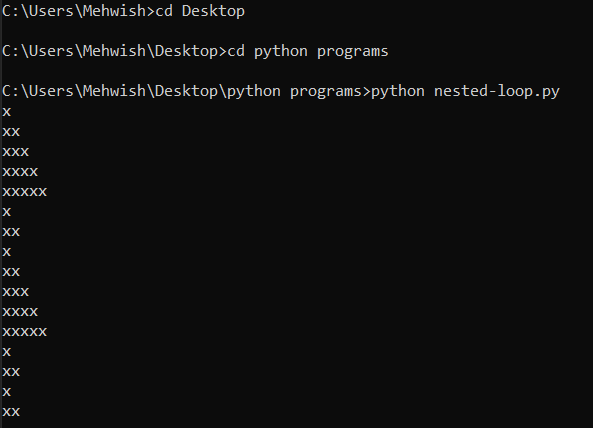 C:\Users\Mehwish>cd Desktop
C:\Users\Mehwish\Desktop>cd python programs
C:\Users\Mehwish\Desktop\python programs>python nested-loop.py
x
xx
xxx
xxxx
xxxxx
x
xx
x
xx
xxx
xxxx
xxxxx
x
xx
x
xx